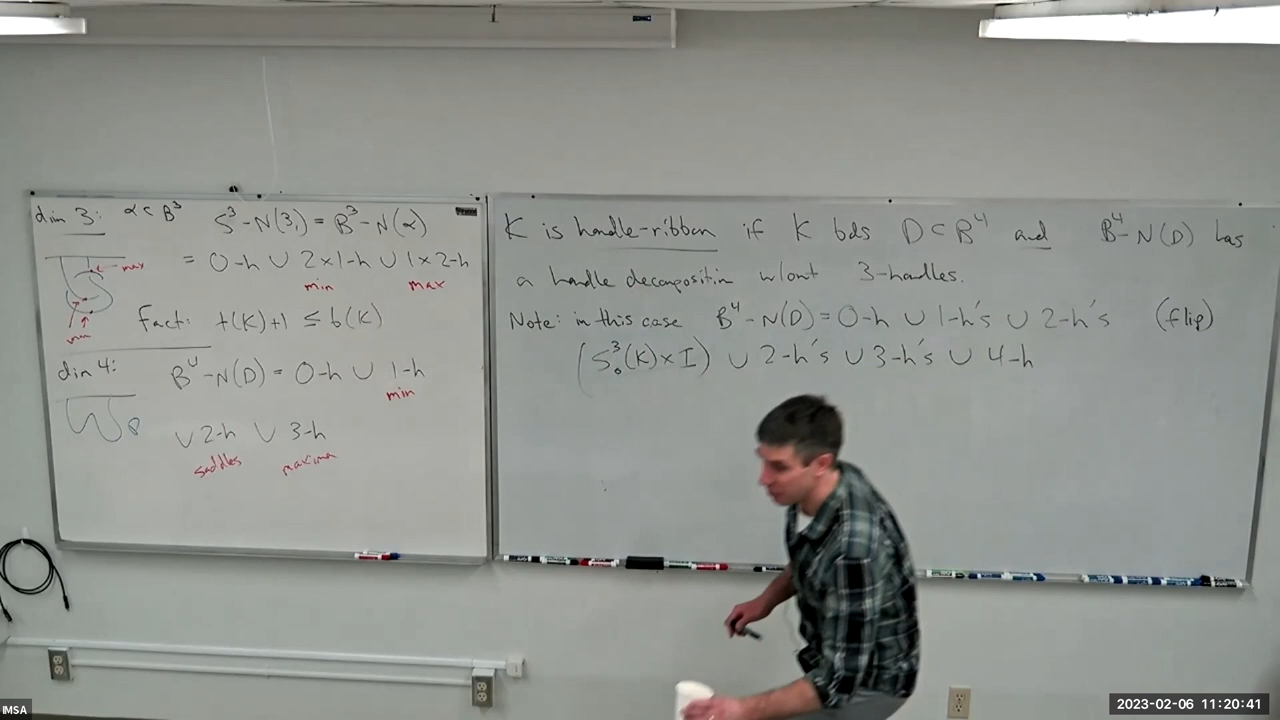 dim 3: α ⊂ B³
S³-N(3₁) = B³-N(α)
= 0-h ∪ 2×1-h ∪ 1×2-h
max
min
max
min
Fact: t(K)+1 ≤ b(K)
dim 4:
B⁴-N(D) = 0-h ∪ 1-h
min
∪ 2-h ∪ 3-h
saddles maxima
K is handle-ribbon if K bds D⊂B⁴ and B⁴-N(D) has
a handle decomposition w/out 3-handles.
Note: in this case B⁴-N(D) = 0-h ∪ 1-h's ∪ 2-h's (flip)
(S³₀(K)×I) ∪ 2-h's ∪ 3-h's ∪ 4-h
IMSA
2023-02-06 11:20:41